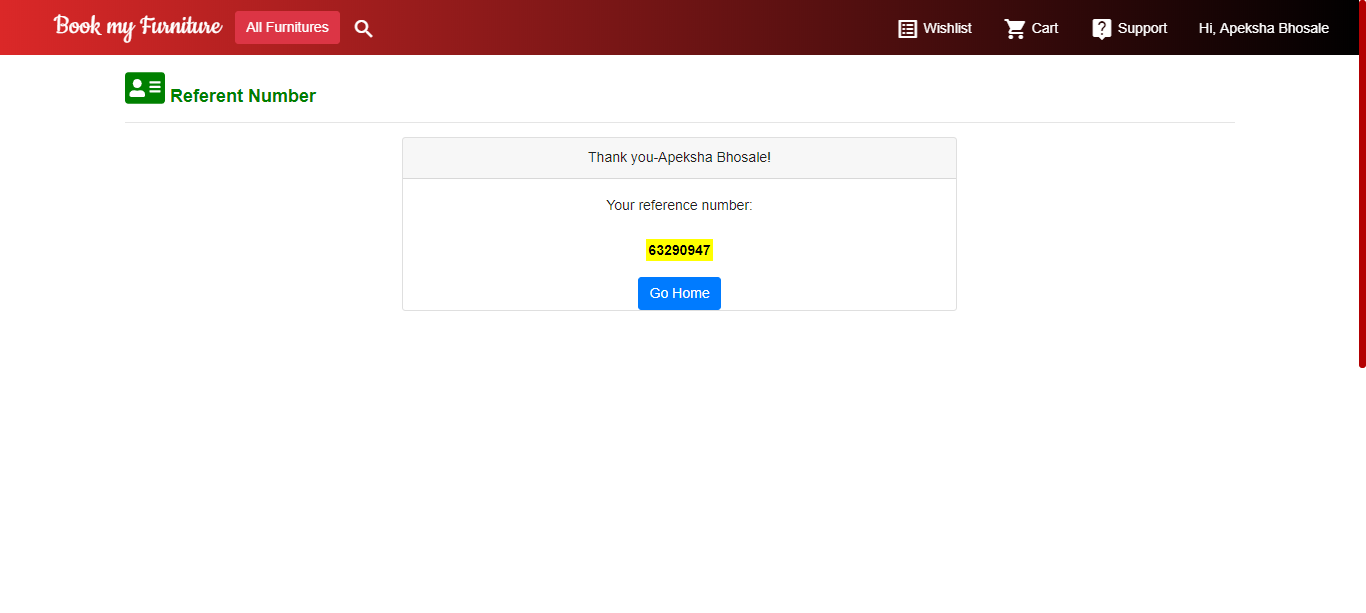 Book my Furniture All Furnitures Wishlist Cart Support Hi, Apeksha Bhosale
Referent Number
Thank you-Apeksha Bhosale!
Your reference number:
63290947
Go Home